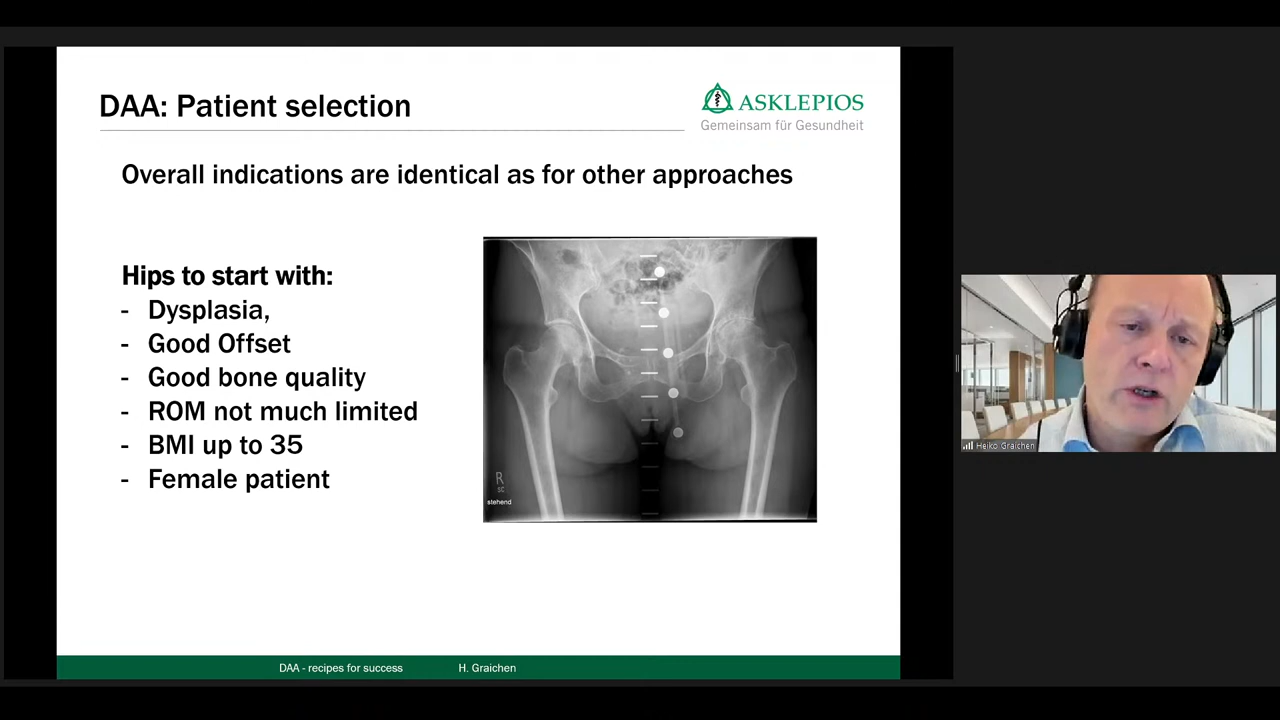 DAA: Patient selection
ASKLEPIOS
Gemeinsam für Gesundheit
Overall indications are identical as for other approaches
Hips to start with:
- Dysplasia,
- Good Offset
- Good bone quality
- ROM not much limited
- BMI up to 35
- Female patient
R
stehend
Heiko Graichen
DAA - recipes for success H. Graichen